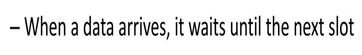 – When a data arrives, it waits until the next slot